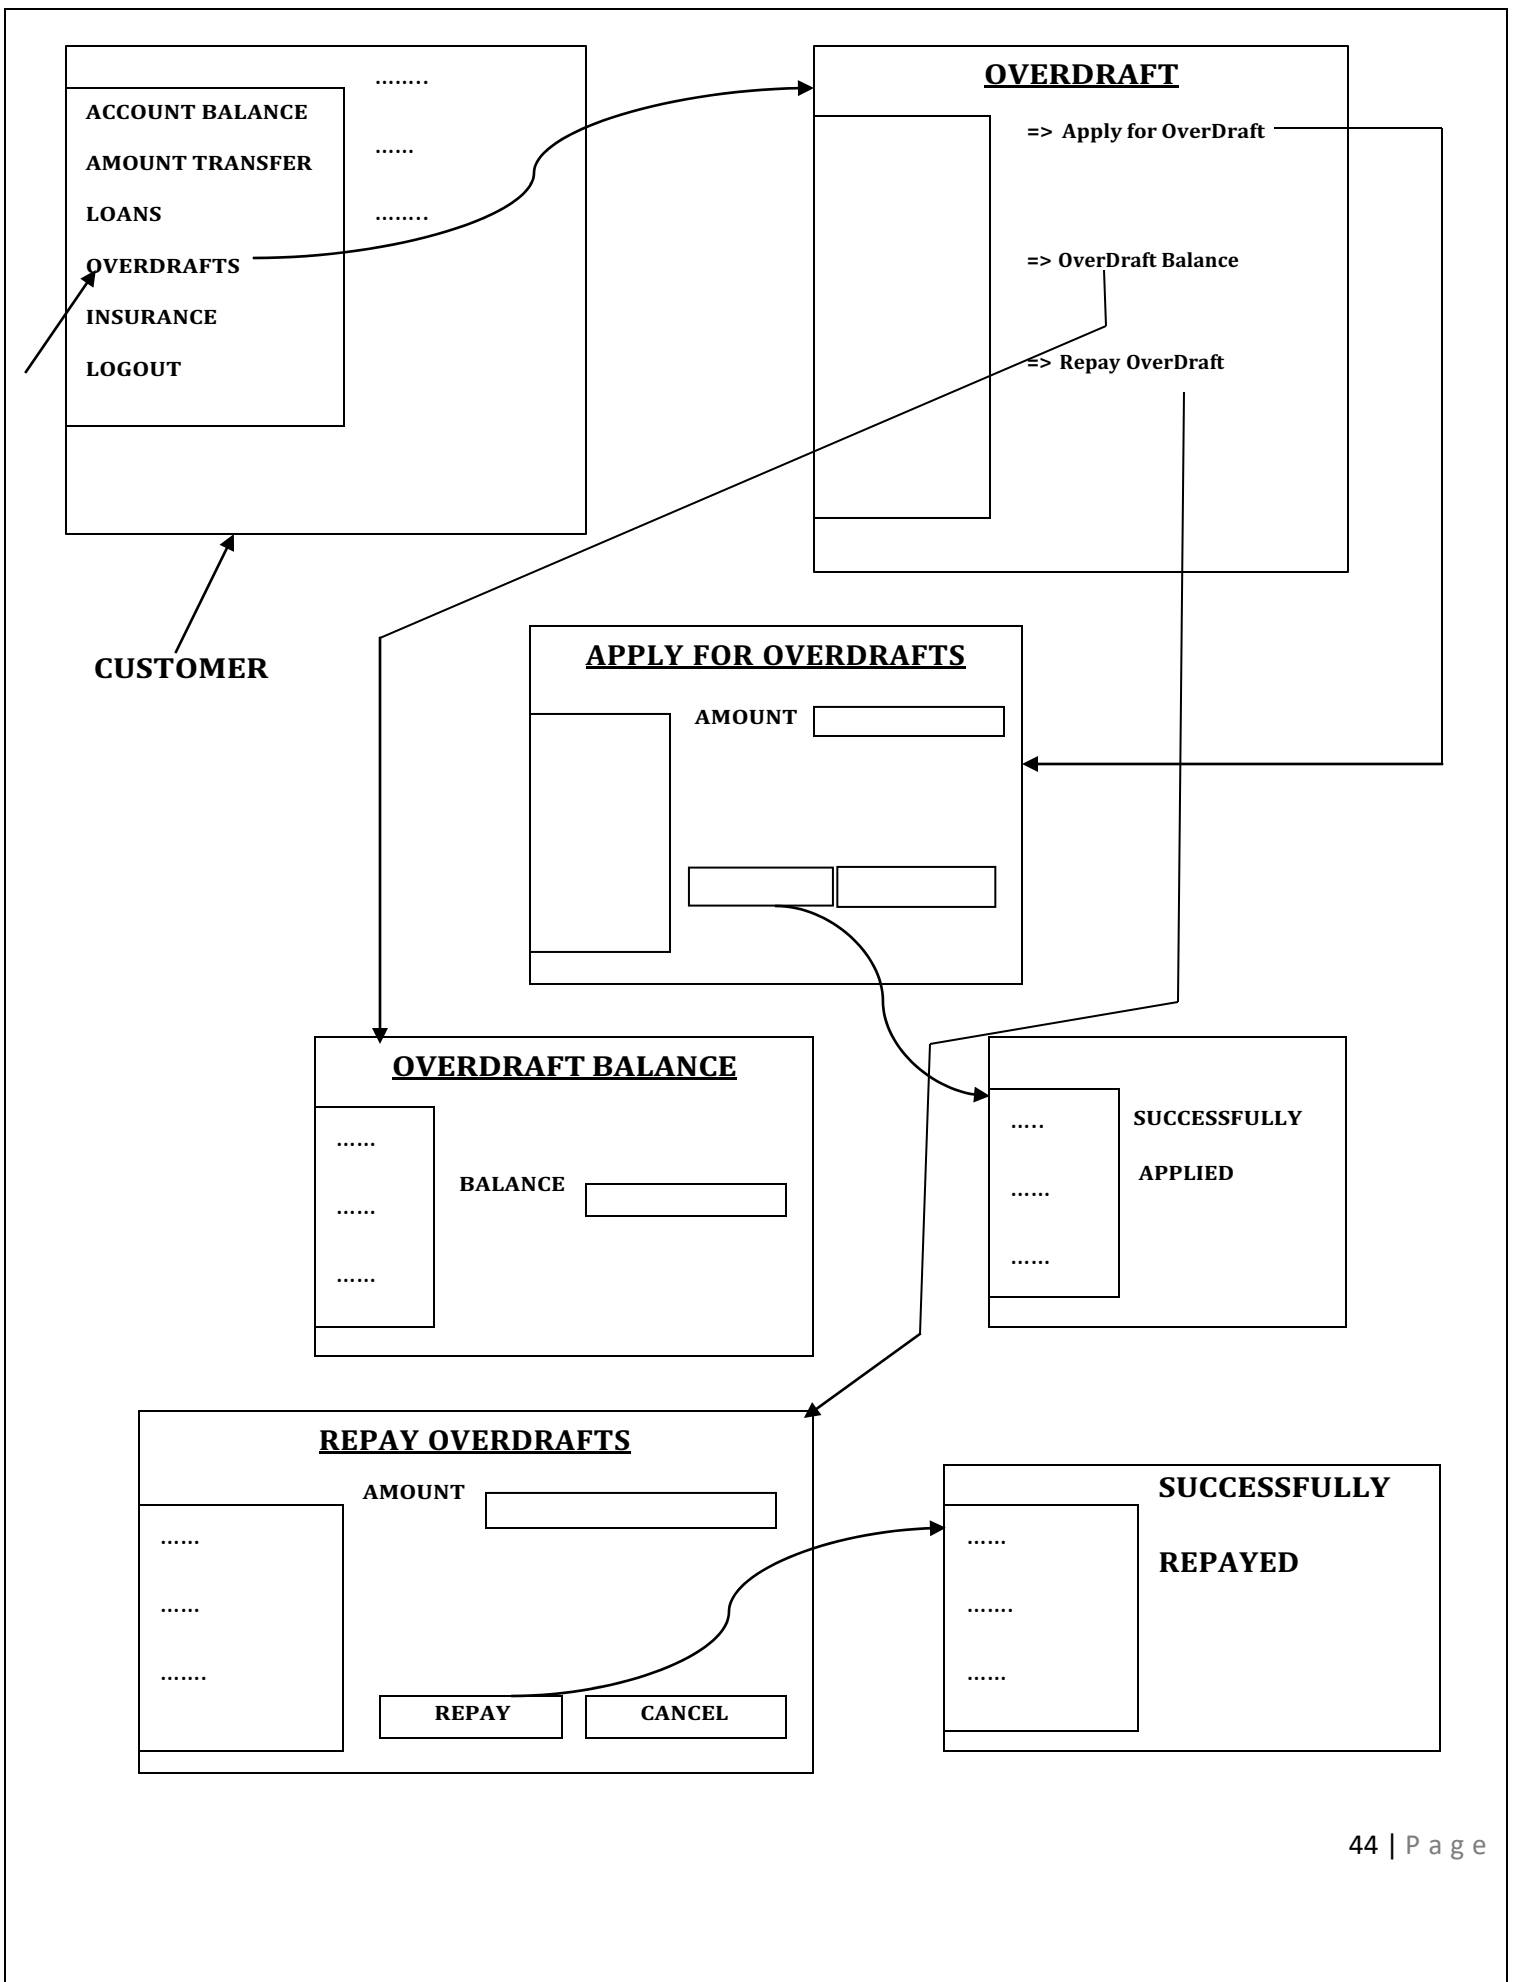 ACCOUNT BALANCE
AMOUNT TRANSFER
LOANS
OVERDRAFTS
INSURANCE
LOGOUT
........
......
........
CUSTOMER
OVERDRAFT
=> Apply for OverDraft
=> OverDraft Balance
=> Repay OverDraft
APPLY FOR OVERDRAFTS
AMOUNT
OVERDRAFT BALANCE
......
......
......
BALANCE
.....
......
......
SUCCESSFULLY
APPLIED
REPAY OVERDRAFTS
AMOUNT
......
......
.......
REPAY
CANCEL
SUCCESSFULLY
REPAYED
......
.......
......
44 | Page